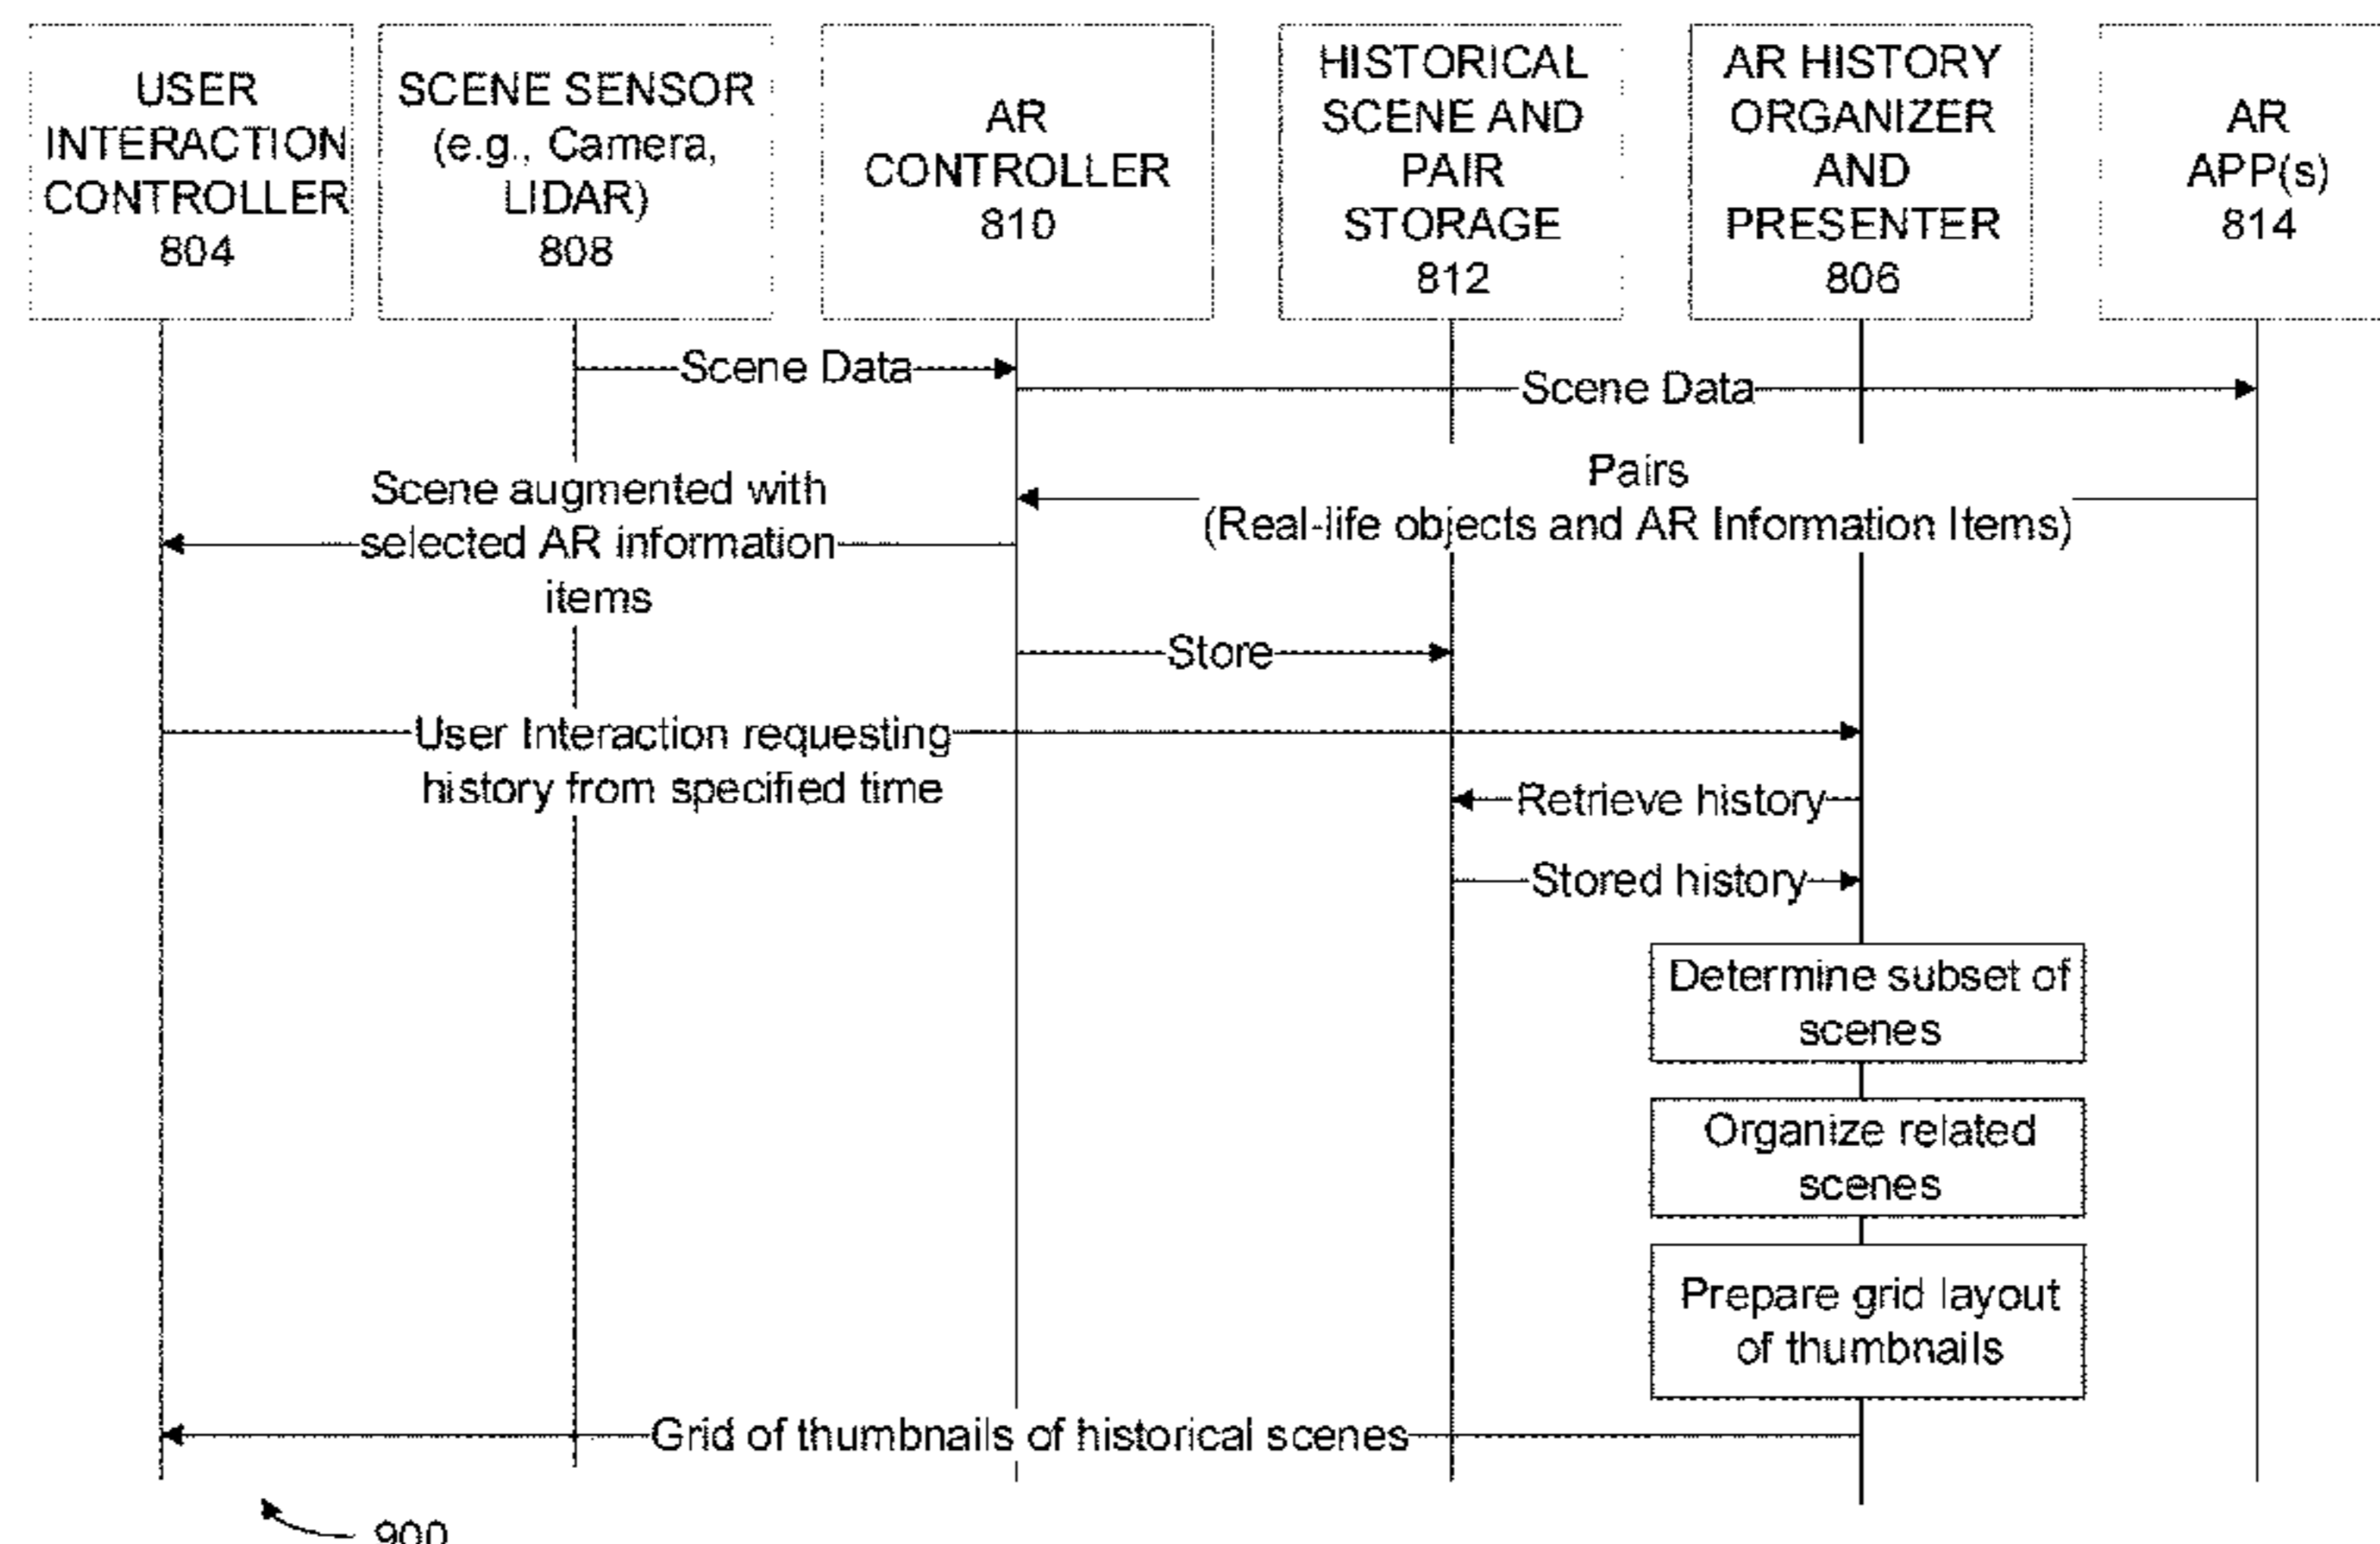 USER
INTERACTION
CONTROLLER
804
SCENE SENSOR
(e.g., Camera,
LIDAR)
808
AR
CONTROLLER
810
HISTORICAL
SCENE AND
PAIR
STORAGE
812
AR HISTORY
ORGANIZER
AND
PRESENTER
806
AR
APP(s)
814
Scene Data
Scene Data
Pairs
(Real-life objects and AR Information Items)
Scene augmented with
selected AR information
items
Store
User Interaction requesting
history from specified time
Retrieve history
Stored history
Determine subset of
scenes
Organize related
scenes
Prepare grid layout
of thumbnails
Grid of thumbnails of historical scenes
900